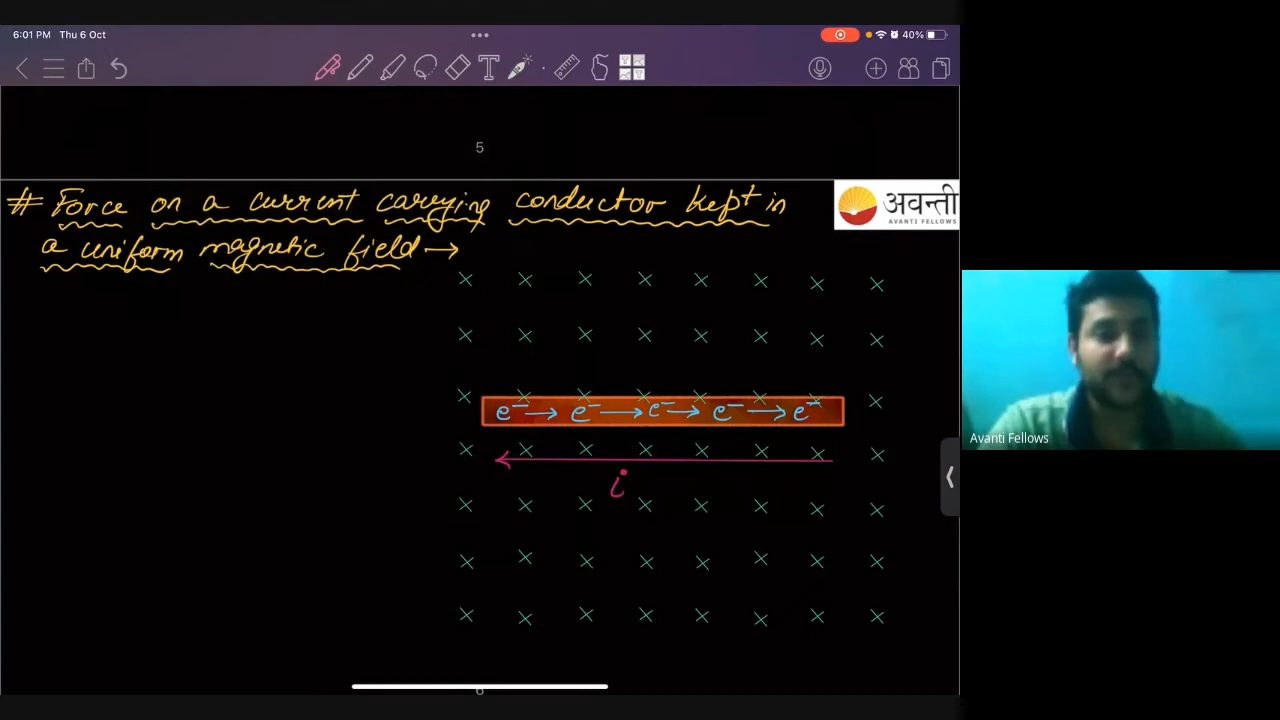 6:01 PM Thu 6 Oct
40%
5
# Force on a current carrying conductor kept in
a uniform magnetic field →
अवन्ती
AVANTI FELLOWS
× × × × × × × ×
× × × × × × × ×
× × × × × × × ×
e⁻ → e⁻ → e⁻ → e⁻ → e⁻
× × × × × × × ×
i
× × × × × × × ×
× × × × × × × ×
× × × × × × × ×
Avanti Fellows